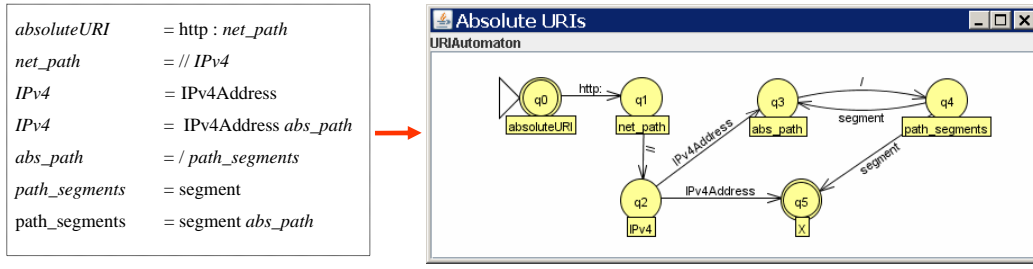 absoluteURI = http : net_path
net_path = // IPv4
IPv4 = IPv4Address
IPv4 = IPv4Address abs_path
abs_path = / path_segments
path_segments = segment
path_segments = segment abs_path
Absolute URIs
URIAutomaton
q0
absoluteURI
http:
q1
net_path
//
q2
IPv4
IPv4Address
IPv4Address
q3
abs_path
/
segment
q4
path_segments
segment
q5
X